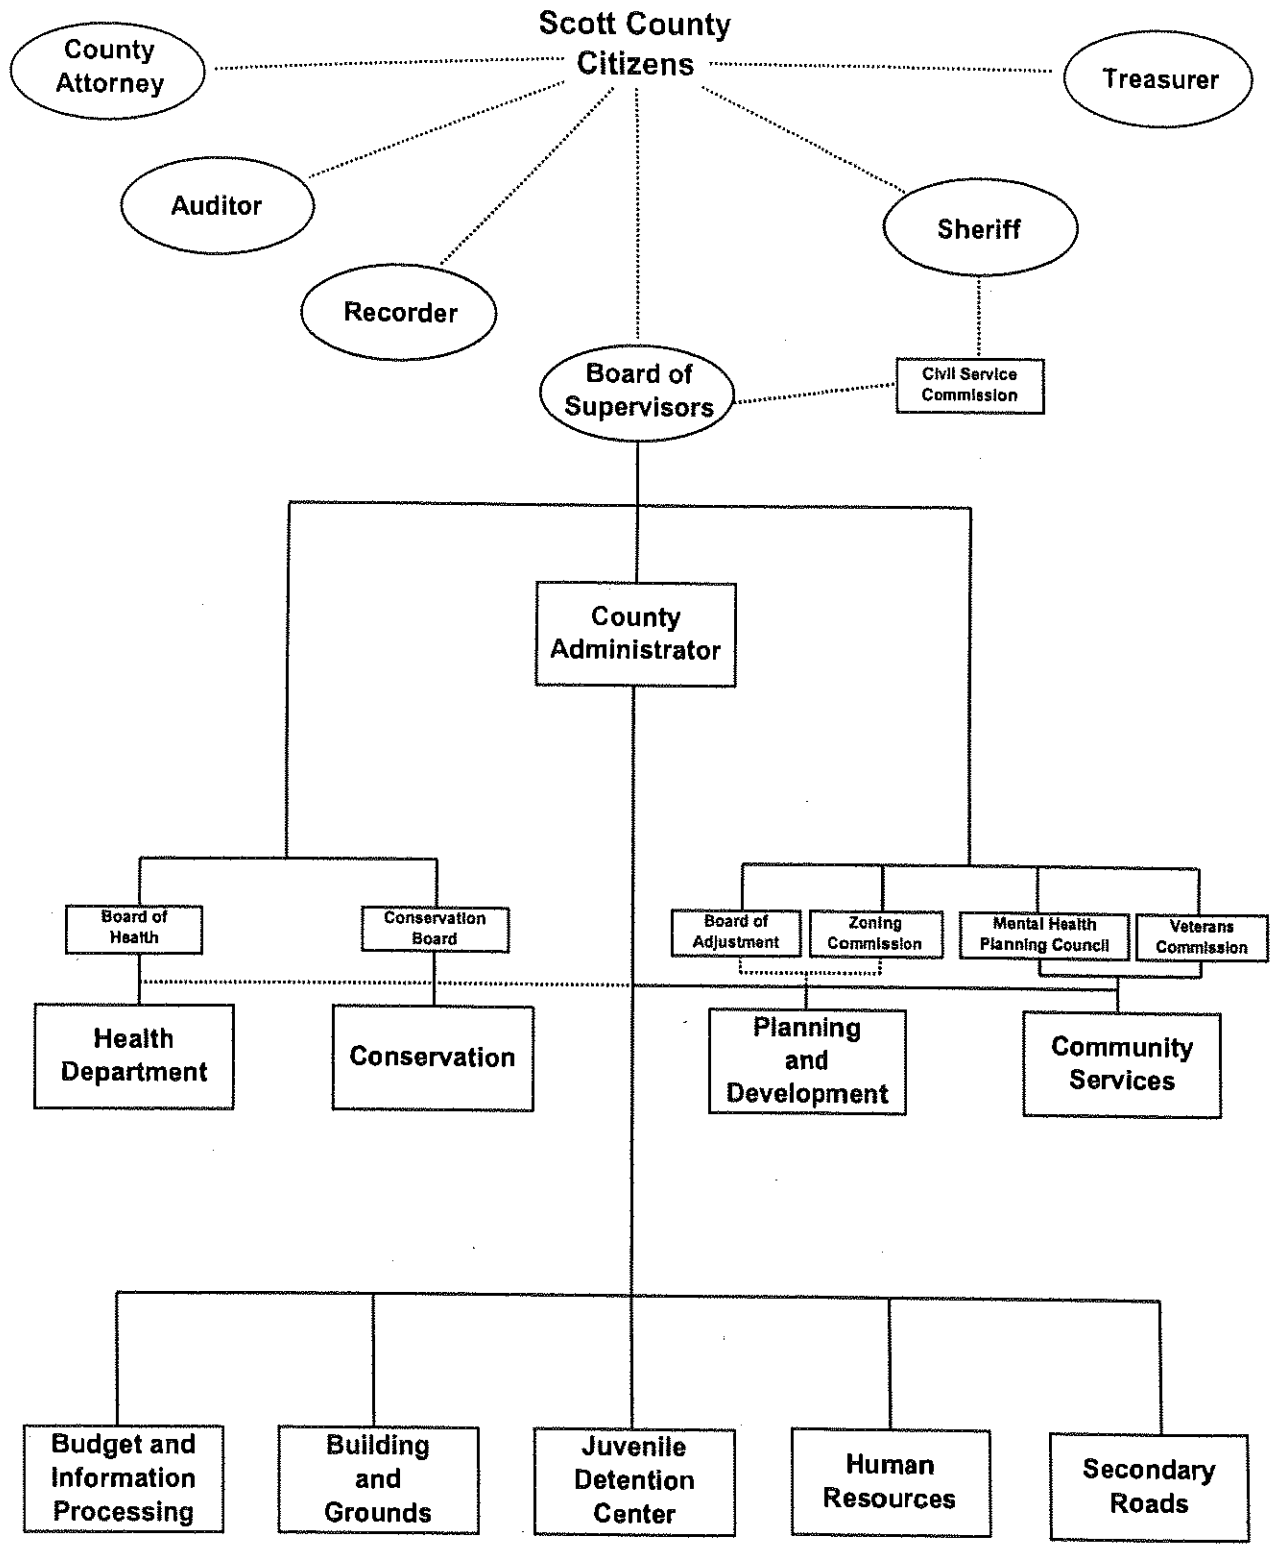 Scott County
Citizens
County
Attorney
Treasurer
Auditor
Sheriff
Recorder
Board of
Supervisors
Civil Service
Commission
County
Administrator
Board of
Health
Conservation
Board
Board of
Adjustment
Zoning
Commission
Mental Health
Planning Council
Veterans
Commission
Health
Department
Conservation
Planning
and
Development
Community
Services
Budget and
Information
Processing
Building
and
Grounds
Juvenile
Detention
Center
Human
Resources
Secondary
Roads